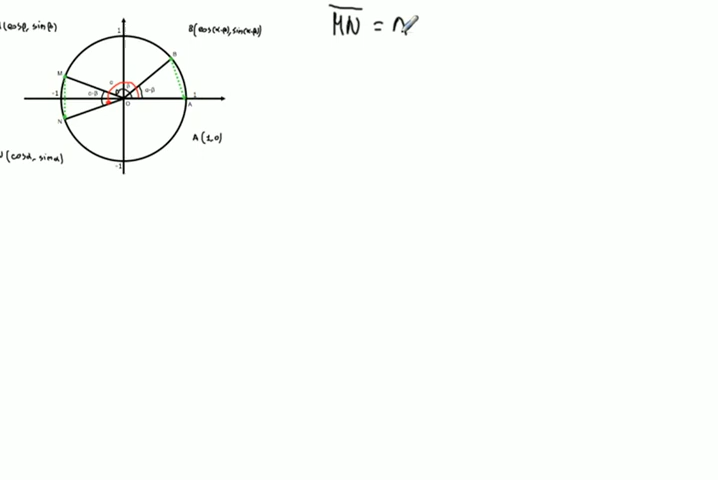 (cosβ, sinβ)
B(cos(α-β), sin(α-β))
MN =
1
B
M
α-β
-1
O
1
A
N
A (1,0)
(cosα, sinα)
-1